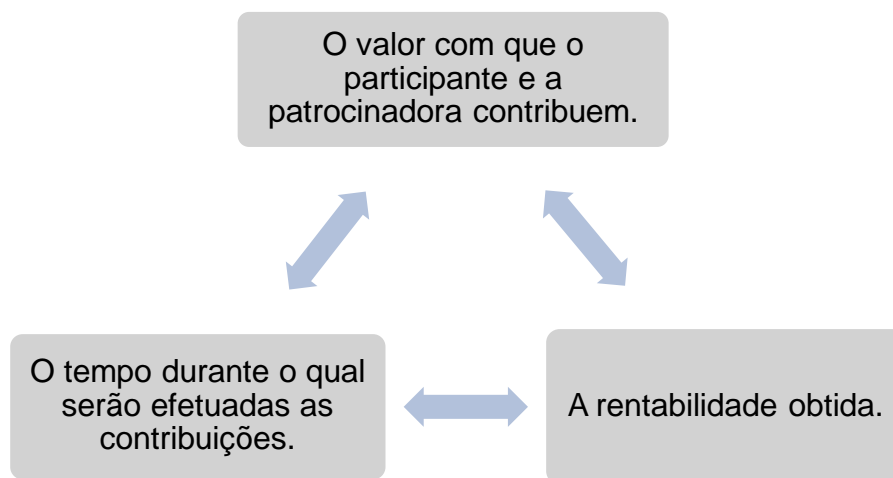 O valor com que o
participante e a
patrocinadora contribuem.
O tempo durante o qual
serão efetuadas as
contribuições.
A rentabilidade obtida.